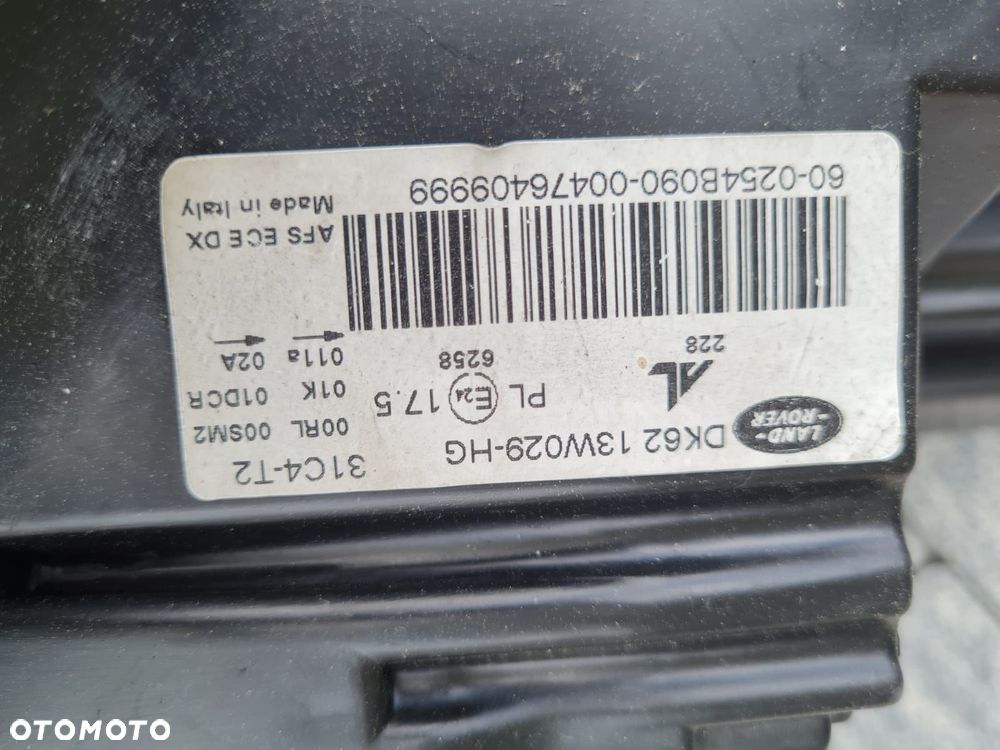 LAND-
ROVER
DK62 13W029-HG
31C4-T2
AL
228
PL E24 17.5
6258
00RL 00SM2
01K 01DCR
011a 02A
AFS ECE DX
Made in Italy
60-0254B090-00476409999
OTOMOTO